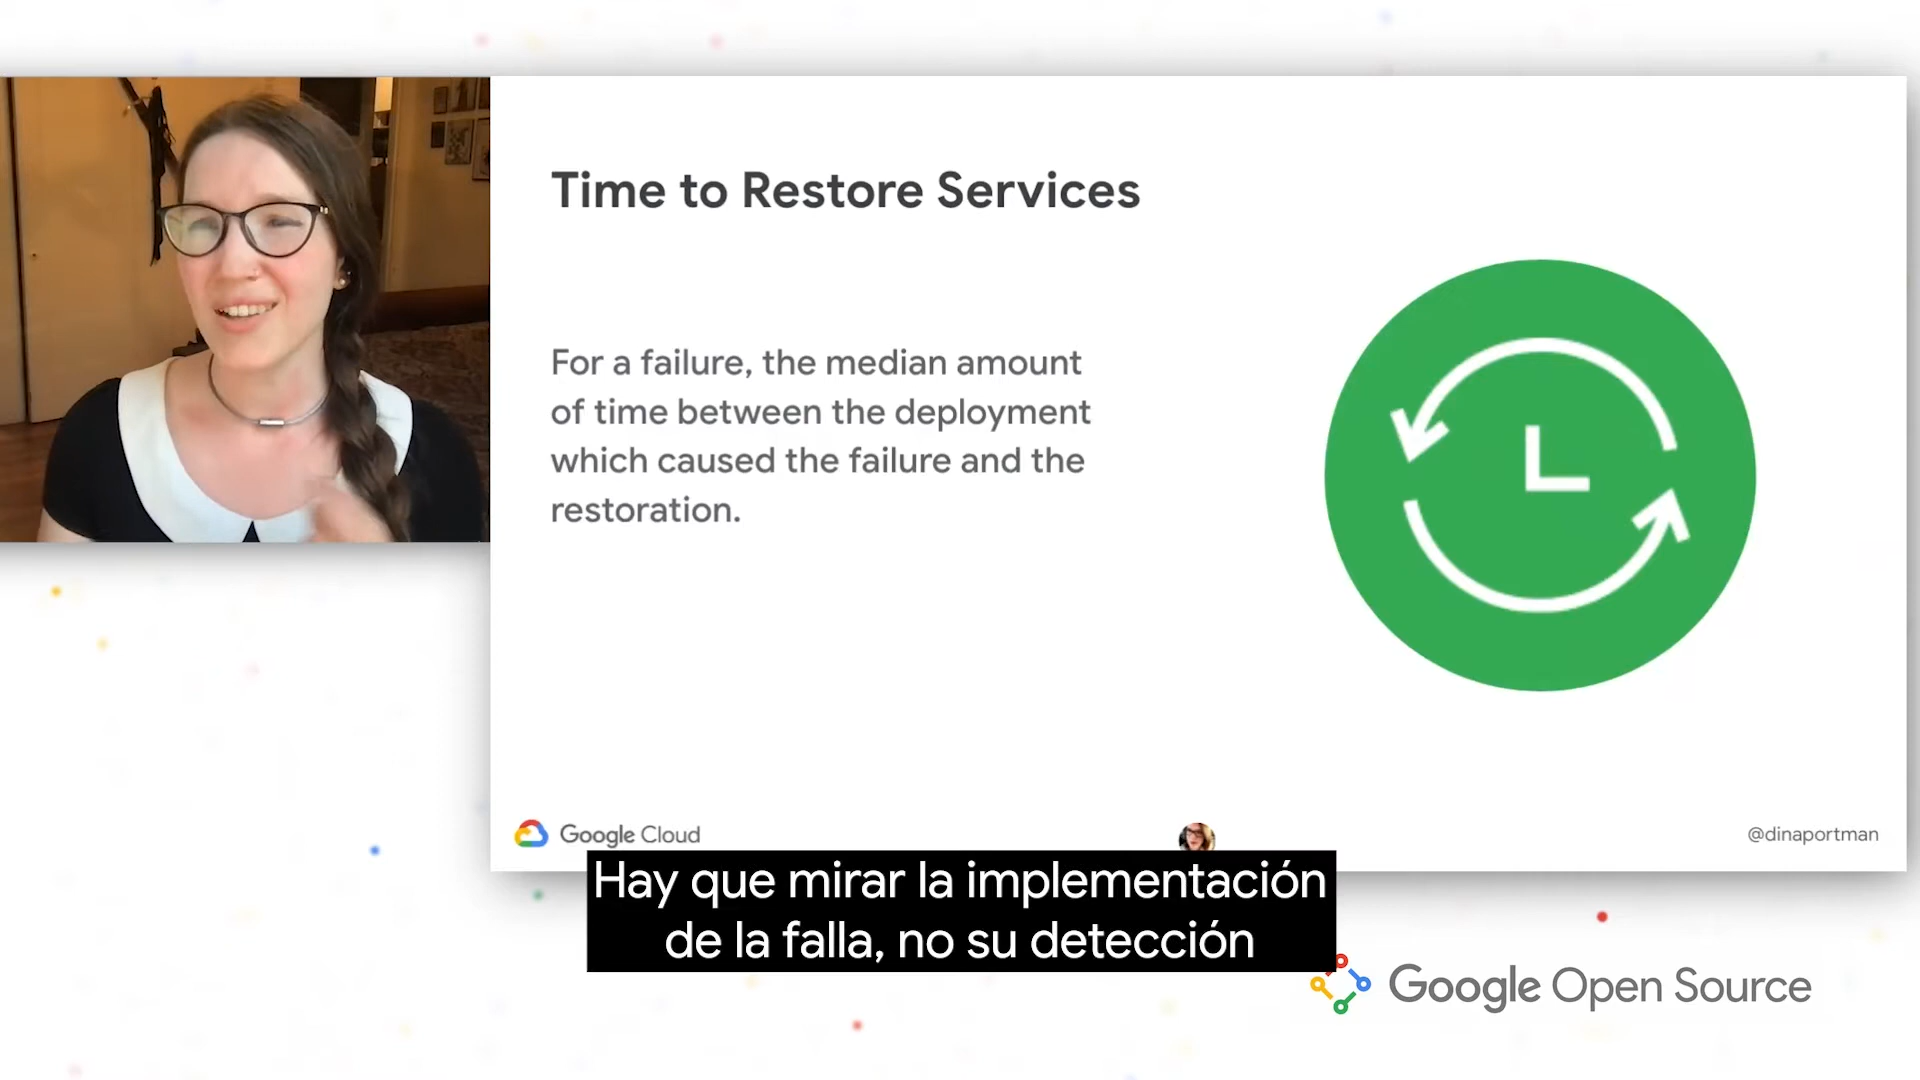 Time to Restore Services
For a failure, the median amount
of time between the deployment
which caused the failure and the
restoration.
Google Cloud
@dinaportman
Hay que mirar la implementación
de la falla, no su detección
Google Open Source